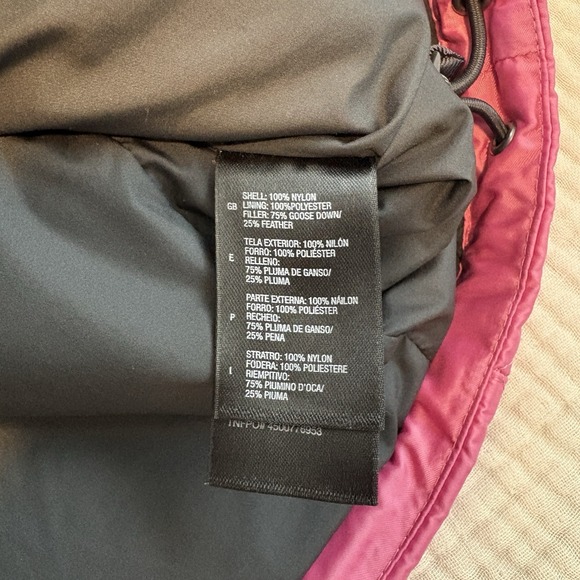 SHELL: 100% NYLON
GB LINING: 100%POLYESTER
FILLER: 75% GOOSE DOWN/
25% FEATHER
TELA EXTERIOR: 100% NILÓN
FORRO: 100% POLIÉSTER
E RELLENO:
75% PLUMA DE GANSO/
25% PLUMA
PARTE EXTERNA: 100% NÁILON
FORRO: 100% POLIÉSTER
P RECHEIO:
75% PLUMA DE GANSO/
25% PENA
STRATRO: 100% NYLON
FODERA: 100% POLIESTERE
I RIEMPITIVO:
75% PIUMINO D'OCA/
25% PIUMA
TNFPO# 4500778953